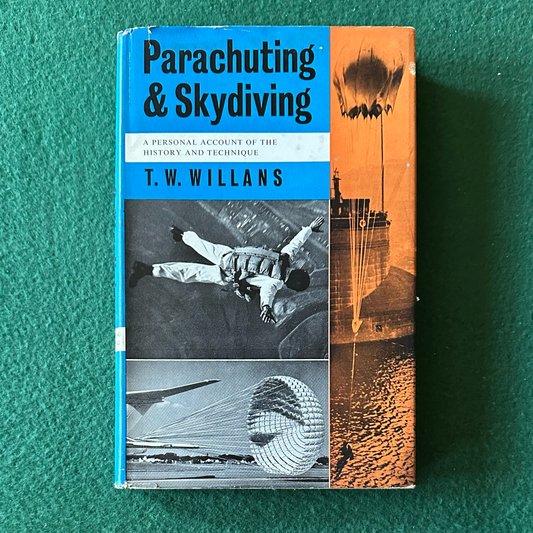 Parachuting
& Skydiving
A PERSONAL ACCOUNT OF THE
HISTORY AND TECHNIQUE
T. W. WILLANS